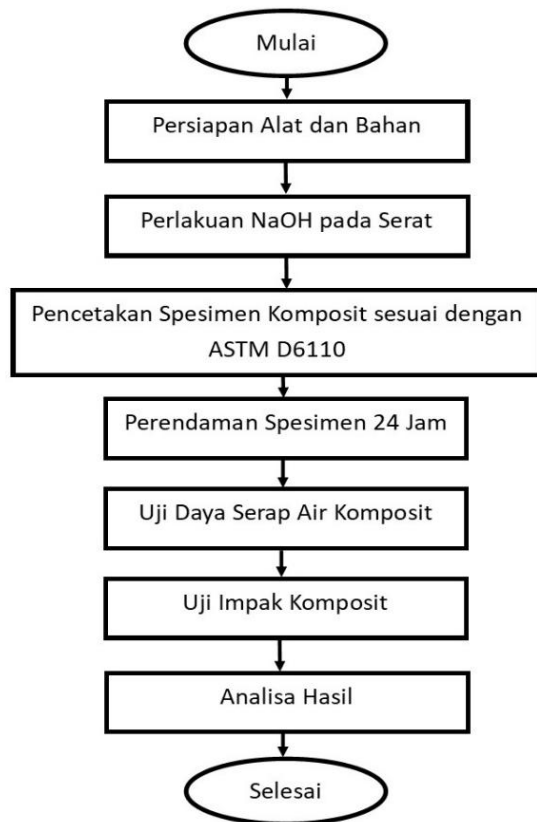 Mulai
Persiapan Alat dan Bahan
Perlakuan NaOH pada Serat
Pencetakan Spesimen Komposit sesuai dengan
ASTM D6110
Perendaman Spesimen 24 Jam
Uji Daya Serap Air Komposit
Uji Impak Komposit
Analisa Hasil
Selesai